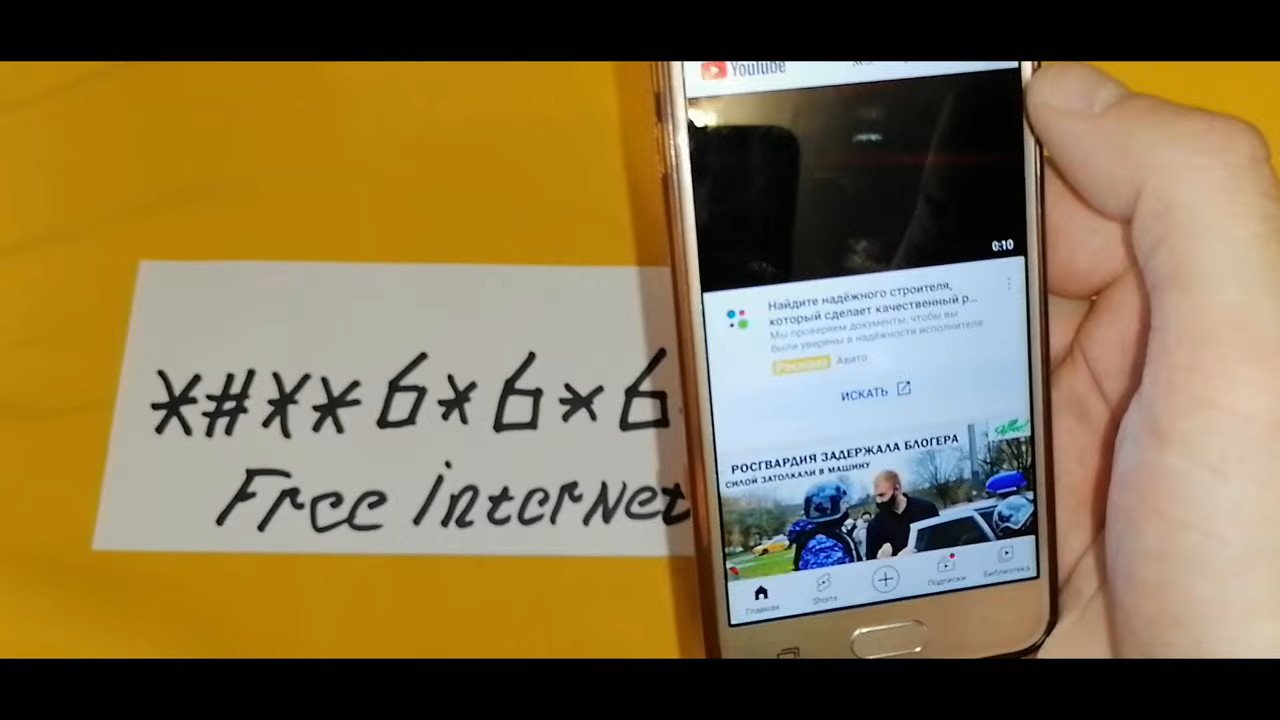 *#**6*6*6
Free internet
YouTube
0:10
Найдите надёжного строителя,
который сделает качественный р...
Мы проверяем документы, чтобы вы
были уверены в надёжности исполнителя
Реклама Авито
ИСКАТЬ
РОСГВАРДИЯ ЗАДЕРЖАЛА БЛОГЕРА
СИЛОЙ ЗАТОЛКАЛИ В МАШИНУ
Главная Shorts Подписки Библиотека